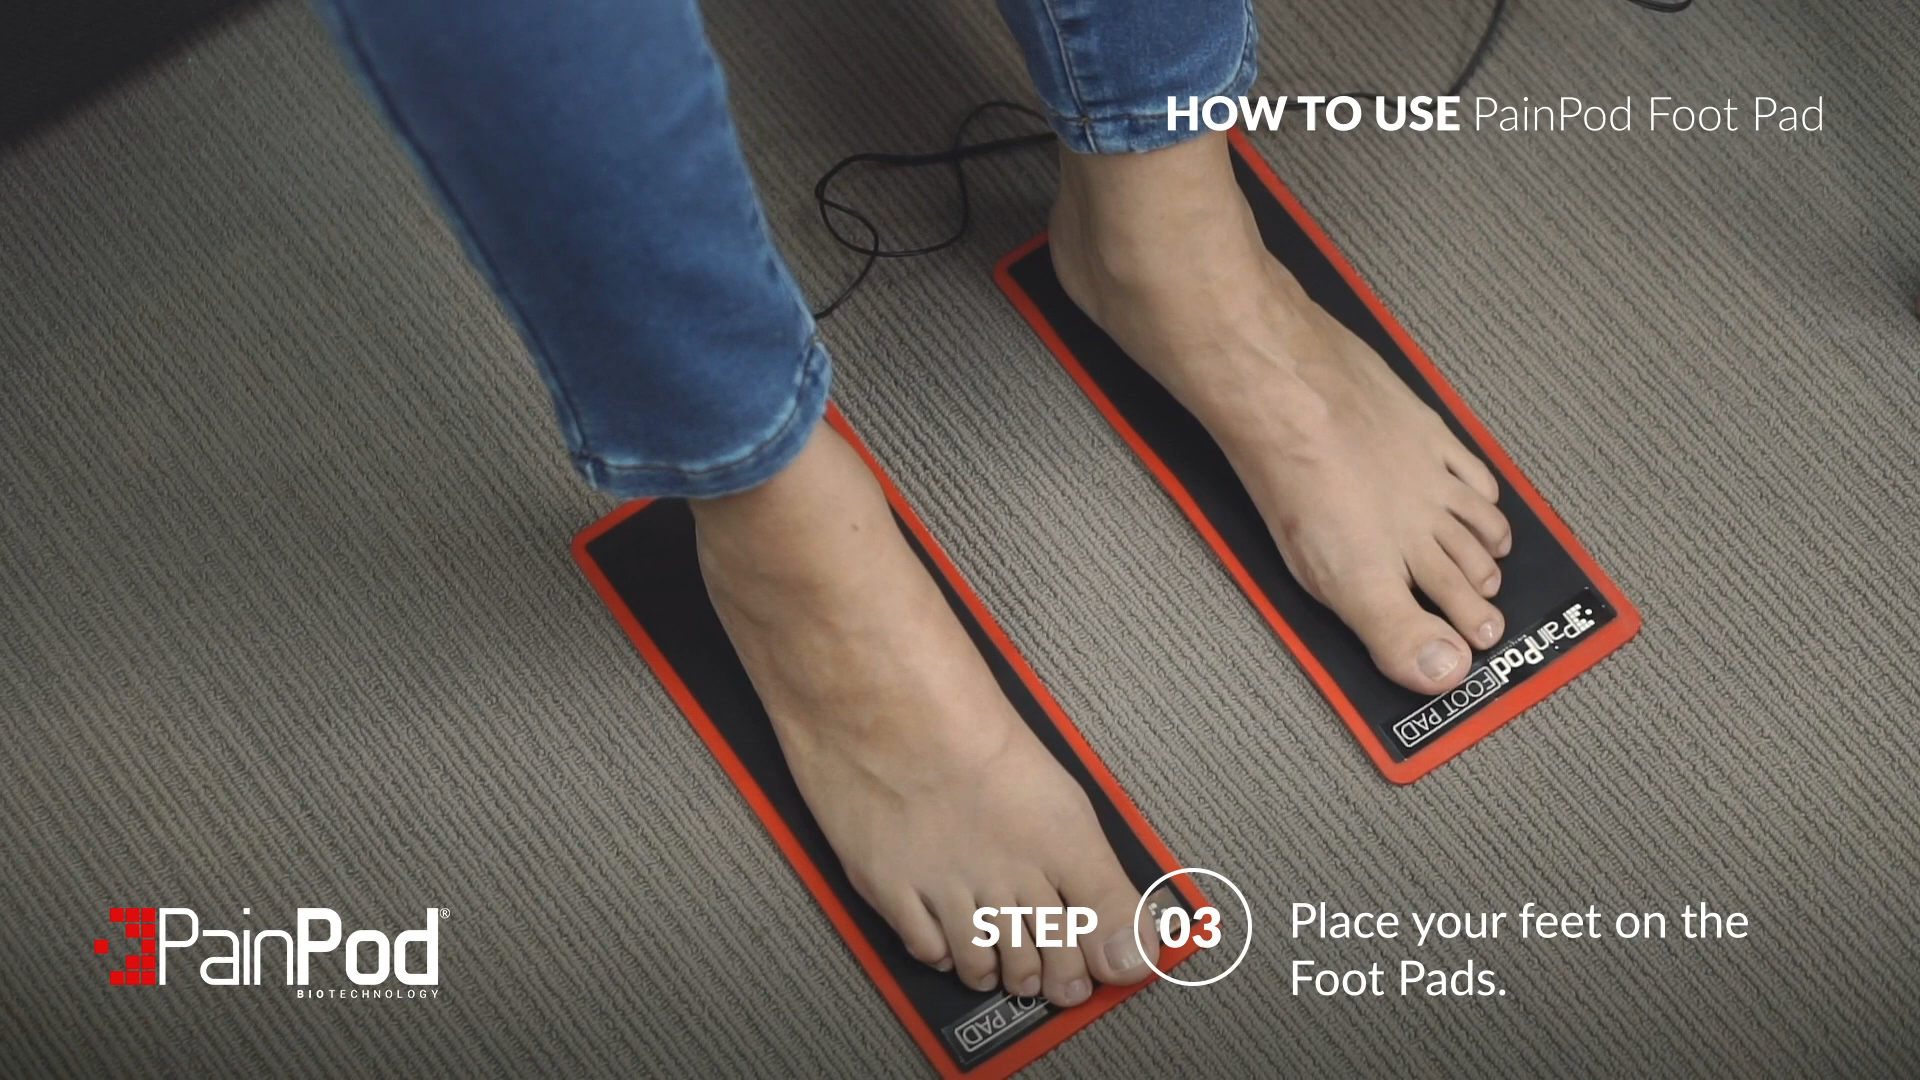 HOW TO USE PainPod Foot Pad
PainPod
FOOT PAD
PainPod®
BIOTECHNOLOGY
STEP 03
Place your feet on the
Foot Pads.
OOT PAD